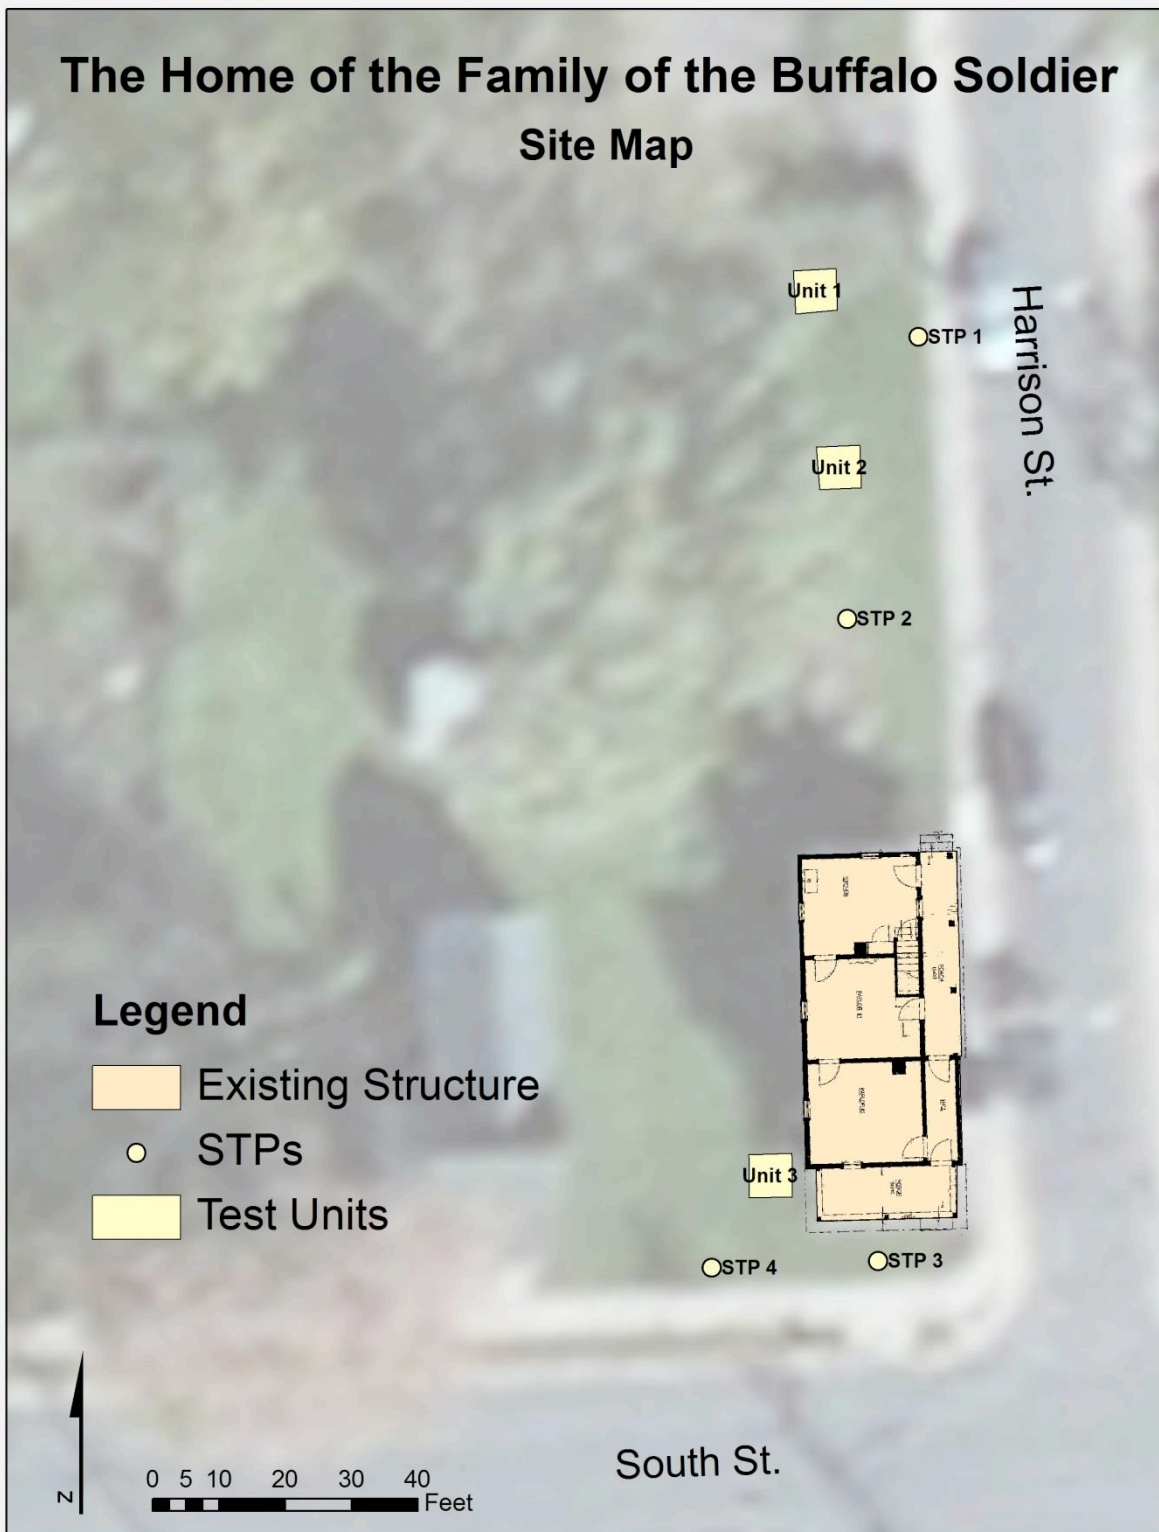 The Home of the Family of the Buffalo Soldier
Site Map
Unit 1
STP 1
Harrison St.
Unit 2
STP 2
Legend
Existing Structure
STPs
Test Units
Unit 3
STP 4
STP 3
South St.
0 5 10 20 30 40
Feet
N